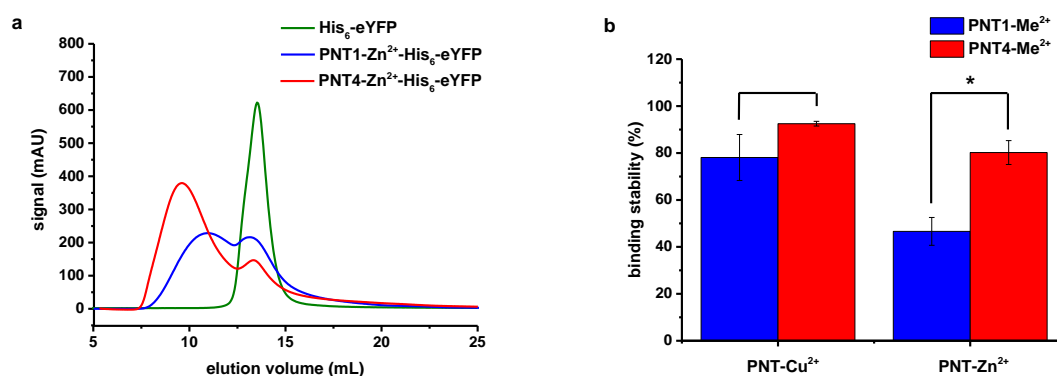 a
His₆-eYFP
PNT1-Zn²⁺-His₆-eYFP
PNT4-Zn²⁺-His₆-eYFP
signal (mAU)
800
700
600
500
400
300
200
100
0
5 10 15 20 25
elution volume (mL)
b
PNT1-Me²⁺
PNT4-Me²⁺
binding stability (%)
120
100
80
60
40
20
0
*
PNT-Cu²⁺ PNT-Zn²⁺